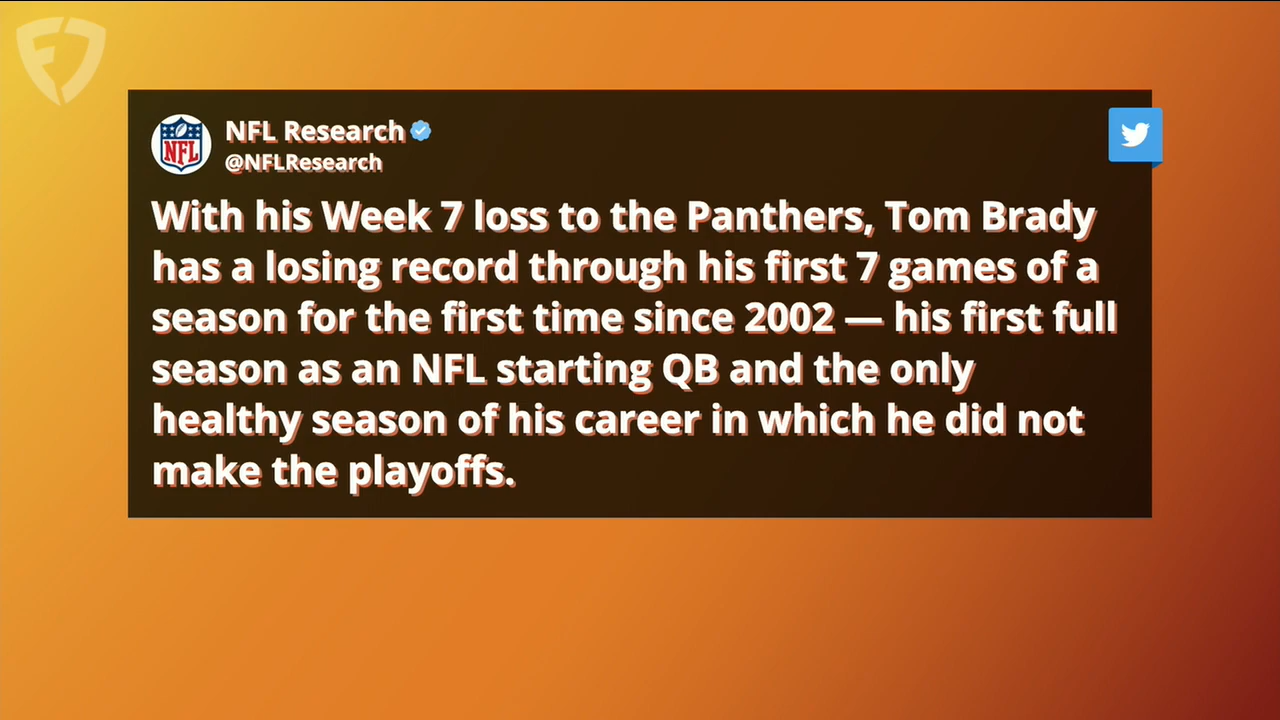 NFL Research
@NFLResearch
NFL
With his Week 7 loss to the Panthers, Tom Brady
has a losing record through his first 7 games of a
season for the first time since 2002 — his first full
season as an NFL starting QB and the only
healthy season of his career in which he did not
make the playoffs.